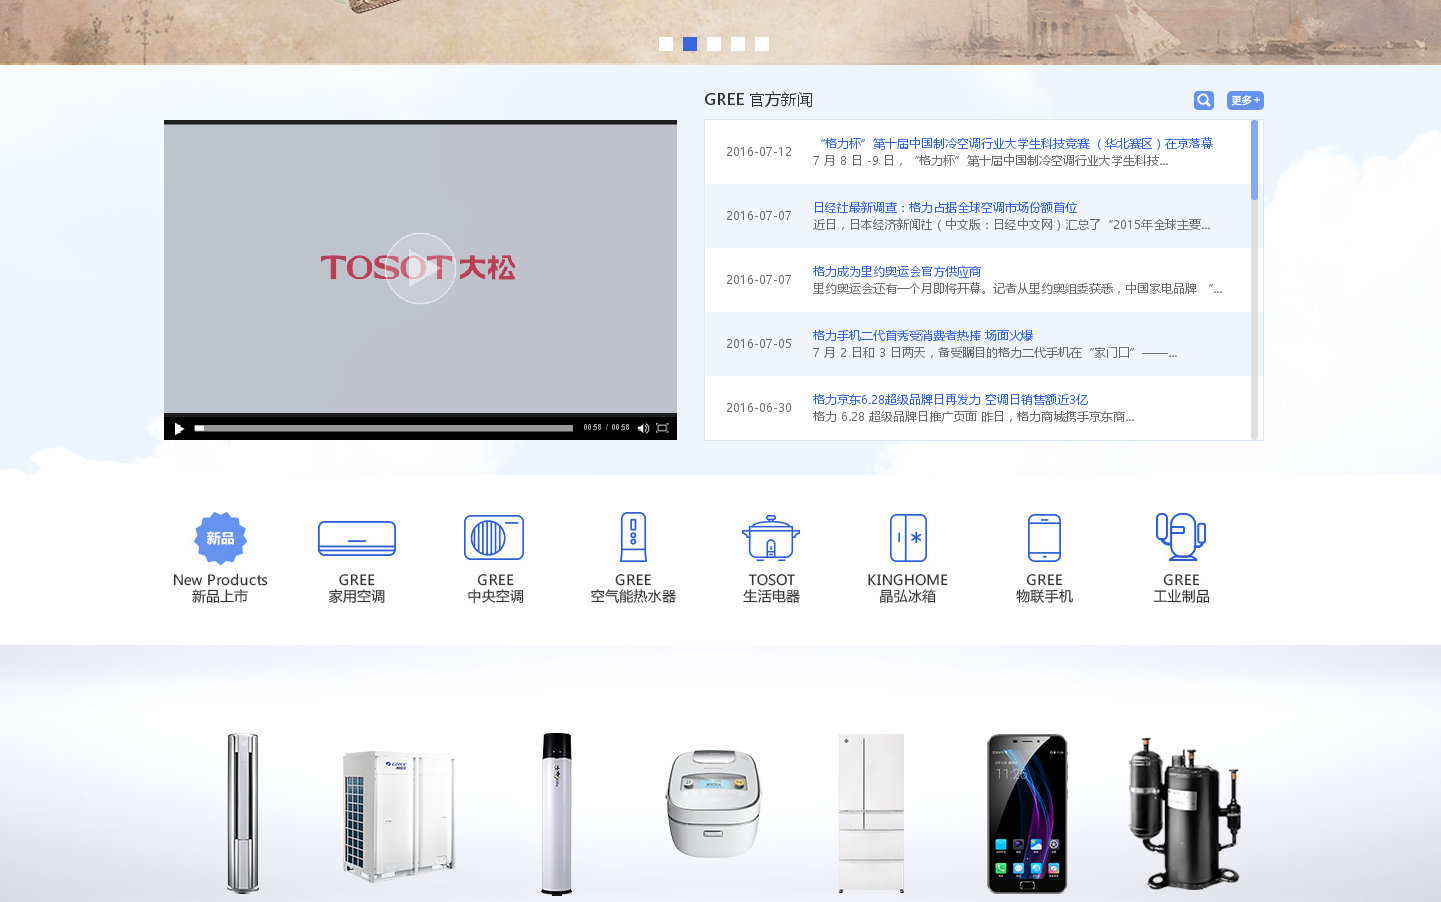 GREE 官方新闻
更多+
2016-07-12
“格力杯”第十届中国制冷空调行业大学生科技竞赛（华北赛区）在京落幕
7 月 8 日 -9 日，“格力杯”第十届中国制冷空调行业大学生科技...
2016-07-07
日经社最新调查：格力占据全球空调市场份额首位
近日，日本经济新闻社（中文版：日经中文网）汇总了“2015年全球主要...
2016-07-07
格力成为里约奥运会官方供应商
里约奥运会还有一个月即将开幕。记者从里约奥组委获悉，中国家电品牌 “...
2016-07-05
格力手机二代首秀受消费者热捧 场面火爆
7 月 2 日和 3 日两天，备受瞩目的格力二代手机在“家门口”——...
2016-06-30
格力京东6.28超级品牌日再发力 空调日销售额近3亿
格力 6.28 超级品牌日推广页面 昨日，格力商城携手京东商...
TOSOT 大松
00:58 / 00:58
新品
New Products
新品上市
GREE
家用空调
GREE
中央空调
GREE
空气能热水器
TOSOT
生活电器
KINGHOME
晶弘冰箱
GREE
物联手机
GREE
工业制品
GREE
11:26